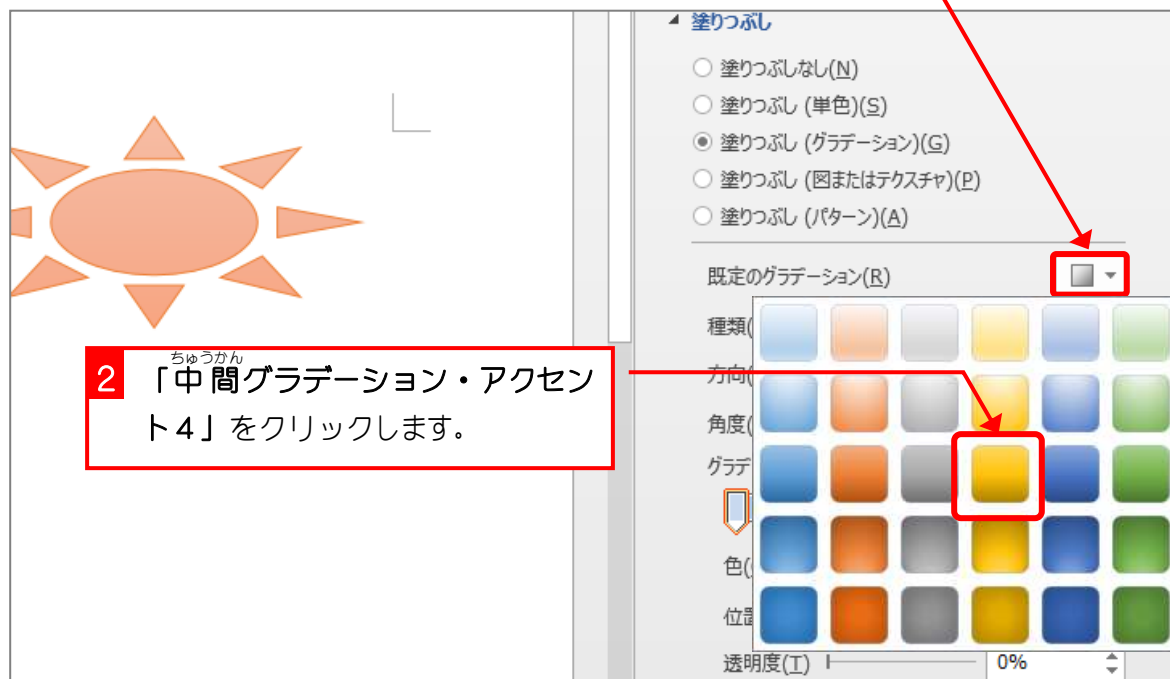 塗りつぶし
塗りつぶしなし(N)
塗りつぶし (単色)(S)
塗りつぶし (グラデーション)(G)
塗りつぶし (図またはテクスチャ)(P)
塗りつぶし (パターン)(A)
既定のグラデーション(R)
種類(
方向(
角度(
グラデ
色(
位置
透明度(T)
0%
2
ちゅうかん
「中間グラデーション・アクセン
ト4」をクリックします。